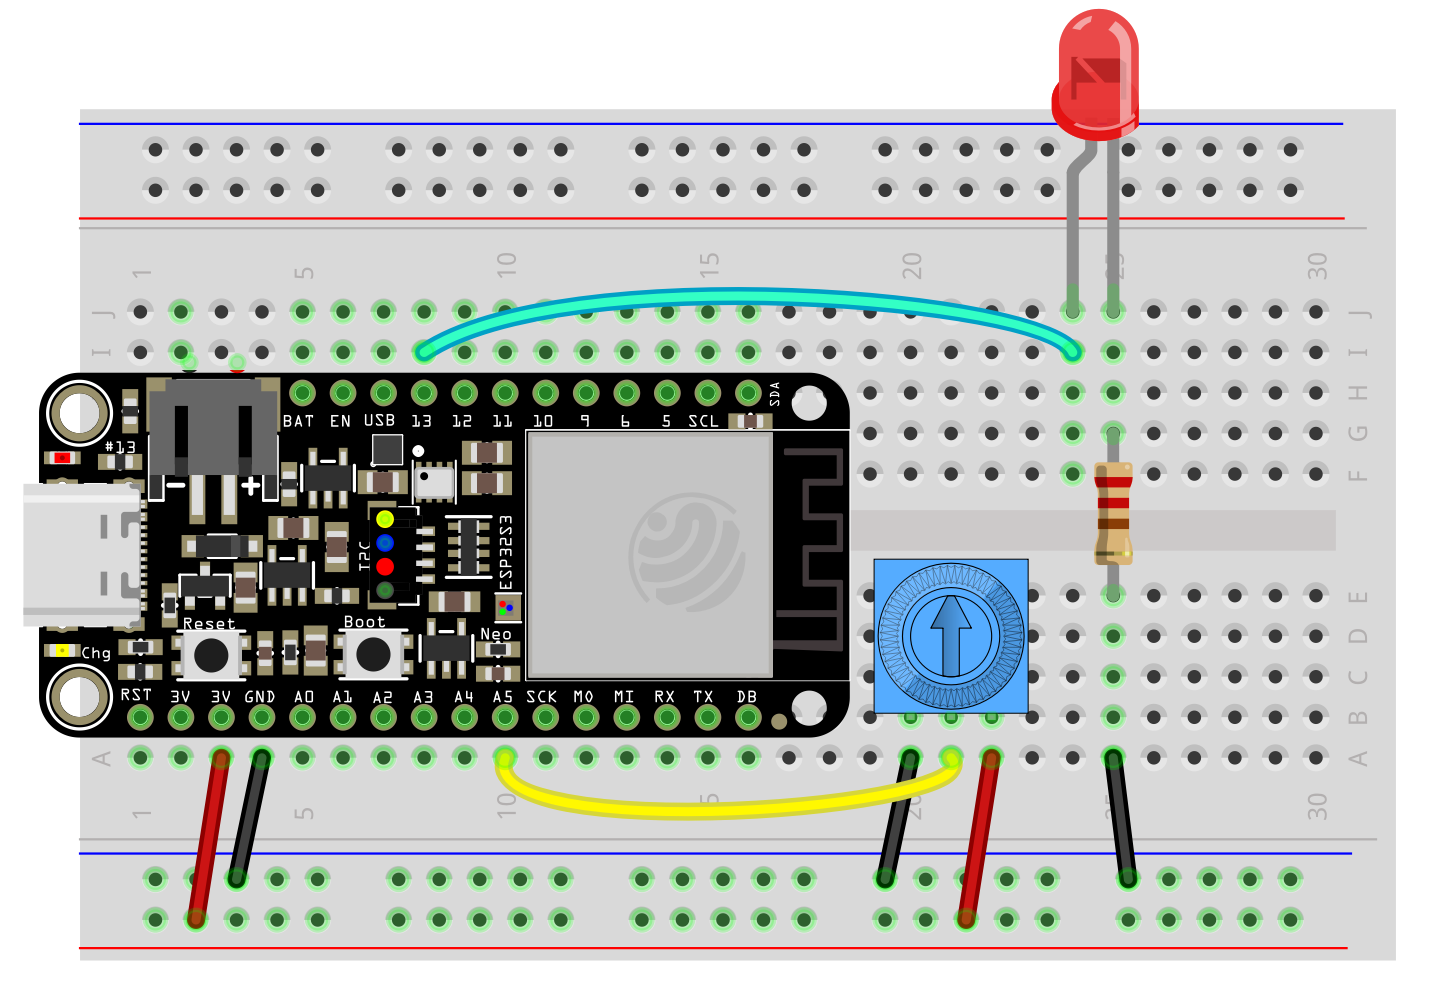 1 5 10 15 20 25 30
J J
I I
H
G
F
BAT EN USB 13 12 11 10 9 6 5 SCL SDA
#13
- +
I2C
ESP32S3
E
D
Reset Boot Neo
Chg
C
RST 3V 3V GND A0 A1 A2 A3 A4 A5 SCK MO MI RX TX DB
B
A A
1 5 10 5 20 30